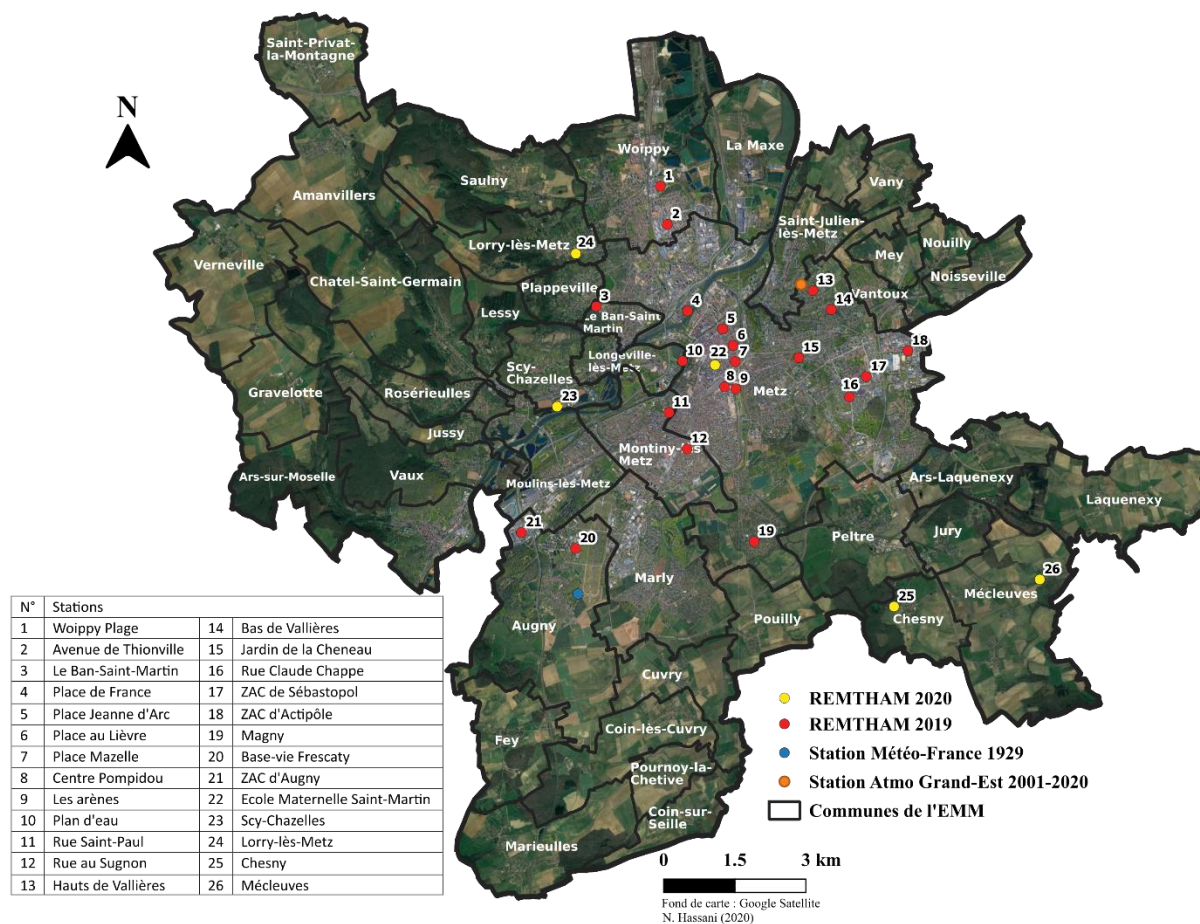 Saint-Privat-
la-Montagne
N
Woippy
La Maxe
1
Saulny
Vany
Amanvillers
2
Saint-Julien-
lès-Metz
Lorry-lès-Metz
24
Nouilly
Mey
Verneville
Noisseville
Chatel-Saint-Germain
Plappeville
13
Vantoux
14
3
Le Ban-Saint
Martin
4
Lessy
5
6
18
Longeville-
lès-Metz
10
22
7
15
Scy-
Chazelles
17
Gravelotte
Rosérieulles
8
9
Metz
16
23
11
Jussy
12
Montiny-lès
Metz
Ars-sur-Moselle
Vaux
Moulins-lès-Metz
Ars-Laquenexy
Laquenexy
21
19
Peltre
Jury
20
Marly
26
Mécleuves
25
Augny
Pouilly
Chesny
Cuvry
Fey
Coin-lès-Cuvry
Pournoy-la-
Chetive
Coin-sur-
Seille
Marieulles
N° Stations
1 Woippy Plage 14 Bas de Vallières
2 Avenue de Thionville 15 Jardin de la Cheneau
3 Le Ban-Saint-Martin 16 Rue Claude Chappe
4 Place de France 17 ZAC de Sébastopol
5 Place Jeanne d'Arc 18 ZAC d'Actipôle
6 Place au Lièvre 19 Magny
7 Place Mazelle 20 Base-vie Frescaty
8 Centre Pompidou 21 ZAC d'Augny
9 Les arènes 22 Ecole Maternelle Saint-Martin
10 Plan d'eau 23 Scy-Chazelles
11 Rue Saint-Paul 24 Lorry-lès-Metz
12 Rue au Sugnon 25 Chesny
13 Hauts de Vallières 26 Mécleuves
REMTHAM 2020
REMTHAM 2019
Station Météo-France 1929
Station Atmo Grand-Est 2001-2020
Communes de l'EMM
0 1.5 3 km
Fond de carte : Google Satellite
N. Hassani (2020)